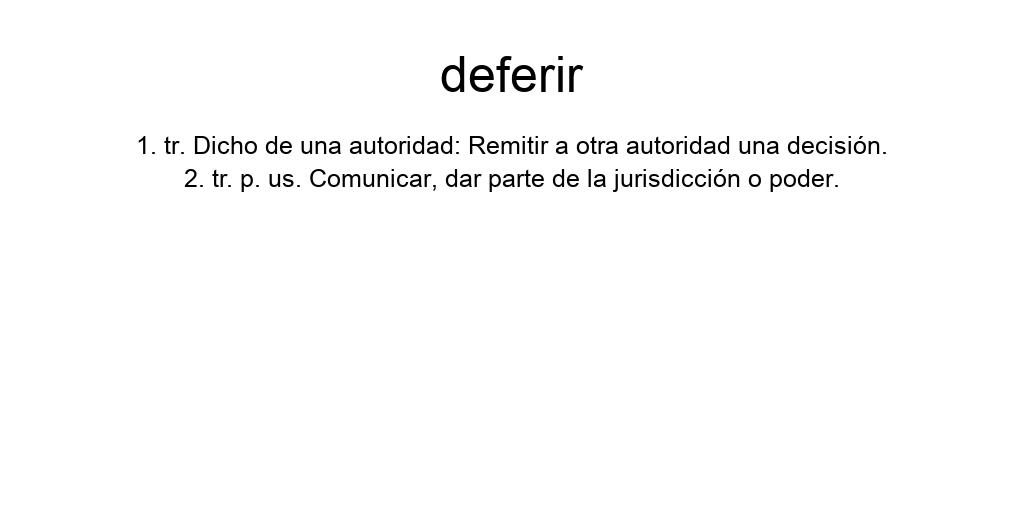 deferir
1. tr. Dicho de una autoridad: Remitir a otra autoridad una decisión.
2. tr. p. us. Comunicar, dar parte de la jurisdicción o poder.